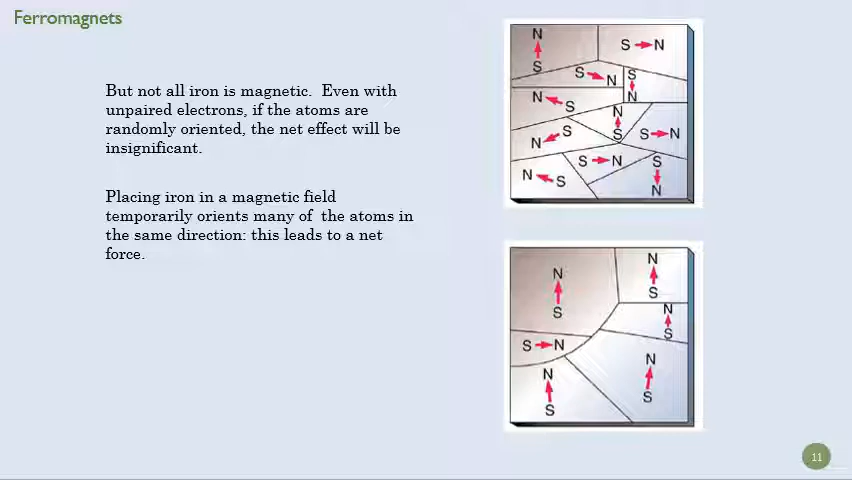 Ferromagnets
But not all iron is magnetic. Even with
unpaired electrons, if the atoms are
randomly oriented, the net effect will be
insignificant.
Placing iron in a magnetic field
temporarily orients many of the atoms in
the same direction: this leads to a net
force.
N
S
S N
S N
S
N
N S
N
S
S N
N S
S N
S
N
N S
N
S
N
S
N
S
S N
N
S
N
S
11